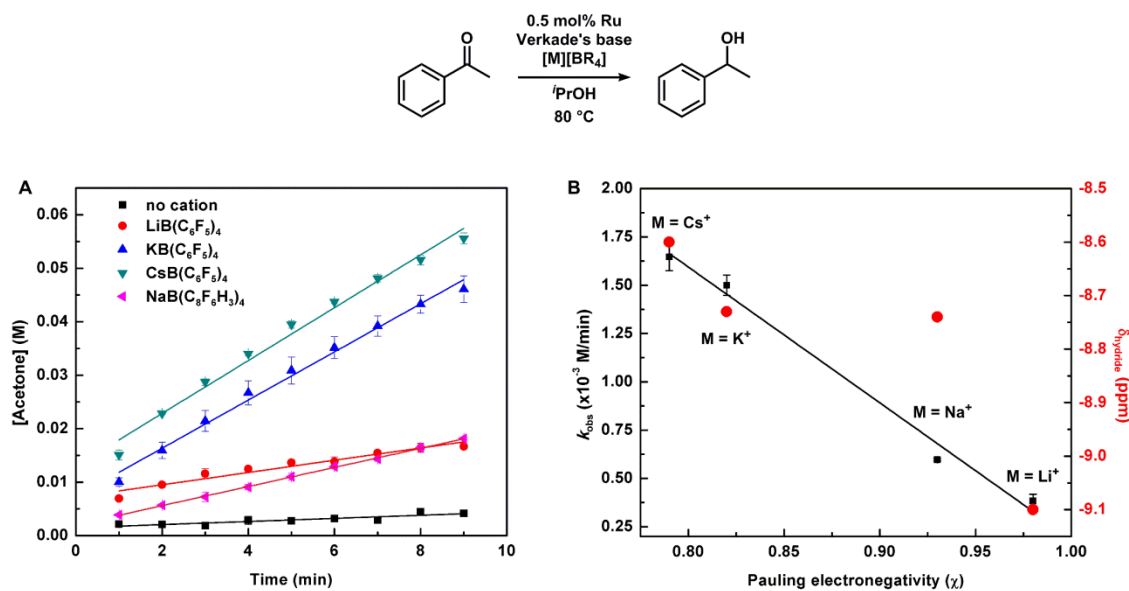 O
0.5 mol% Ru
Verkade's base
[M][BR₄]
ⁱPrOH
80 °C
OH
A
no cation
LiB(C₆F₅)₄
KB(C₆F₅)₄
CsB(C₆F₅)₄
NaB(C₈F₆H₃)₄
[Acetone] (M)
0.06
0.05
0.04
0.03
0.02
0.01
0.00
0 2 4 6 8 10
Time (min)
B
M = Cs⁺
M = K⁺
M = Na⁺
M = Li⁺
k_obs (x10⁻³ M/min)
2.00
1.75
1.50
1.25
1.00
0.75
0.50
0.25
0.80 0.85 0.90 0.95 1.00
Pauling electronegativity (χ)
-8.5
-8.6
-8.7
-8.8
-8.9
-9.0
-9.1
δ_hydride (ppm)